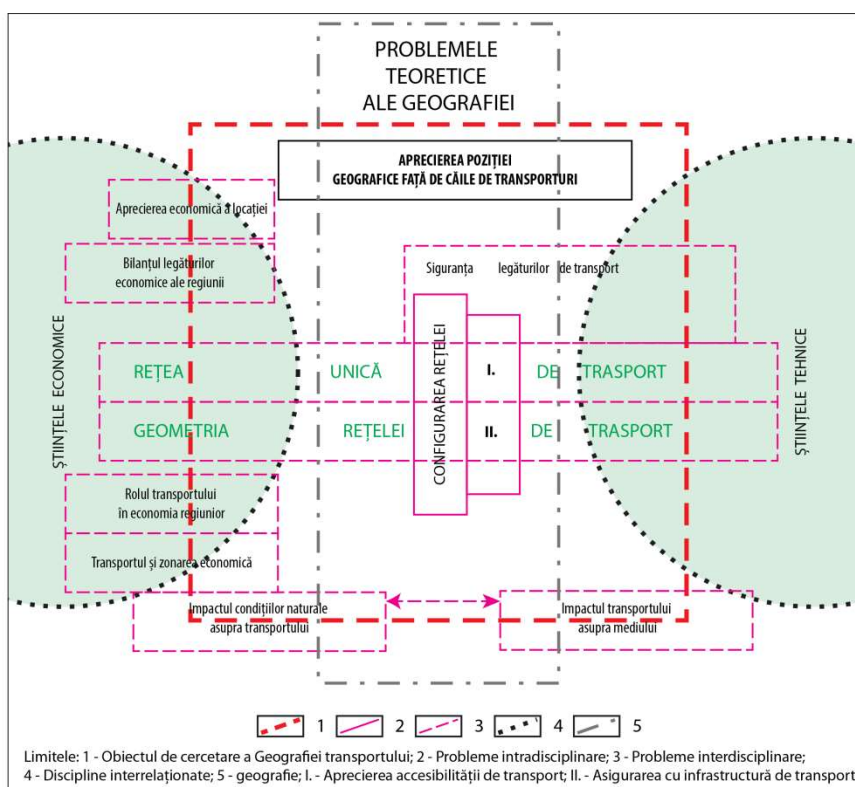 PROBLEMELE
TEORETICE
ALE GEOGRAFIEI
APRECIEREA POZIȚIEI
GEOGRAFICE FAȚĂ DE CĂILE DE TRANSPORTURI
Aprecierea economică a locației
Bilanțul legăturilor
economice ale regiunii
Siguranța legăturilor de transport
ȘTIINȚELE ECONOMICE
REȚEA UNICĂ DE TRASPORT
GEOMETRIA REȚELEI DE TRASPORT
CONFIGURAREA REȚELEI
I.
II.
ȘTIINȚELE TEHNICE
Rolul transportului
în economia regiunior
Transportul și zonarea economică
Impactul condițiilor naturale
asupra transportului
Impactul transportului
asupra mediului
1 2 3 4 5
Limitele: 1 - Obiectul de cercetare a Geografiei transportului; 2 - Probleme intradisciplinare; 3 - Probleme interdisciplinare;
4 - Discipline interrelaționate; 5 - geografie; I. - Aprecierea accesibilității de transport; II. - Asigurarea cu infrastructură de transport